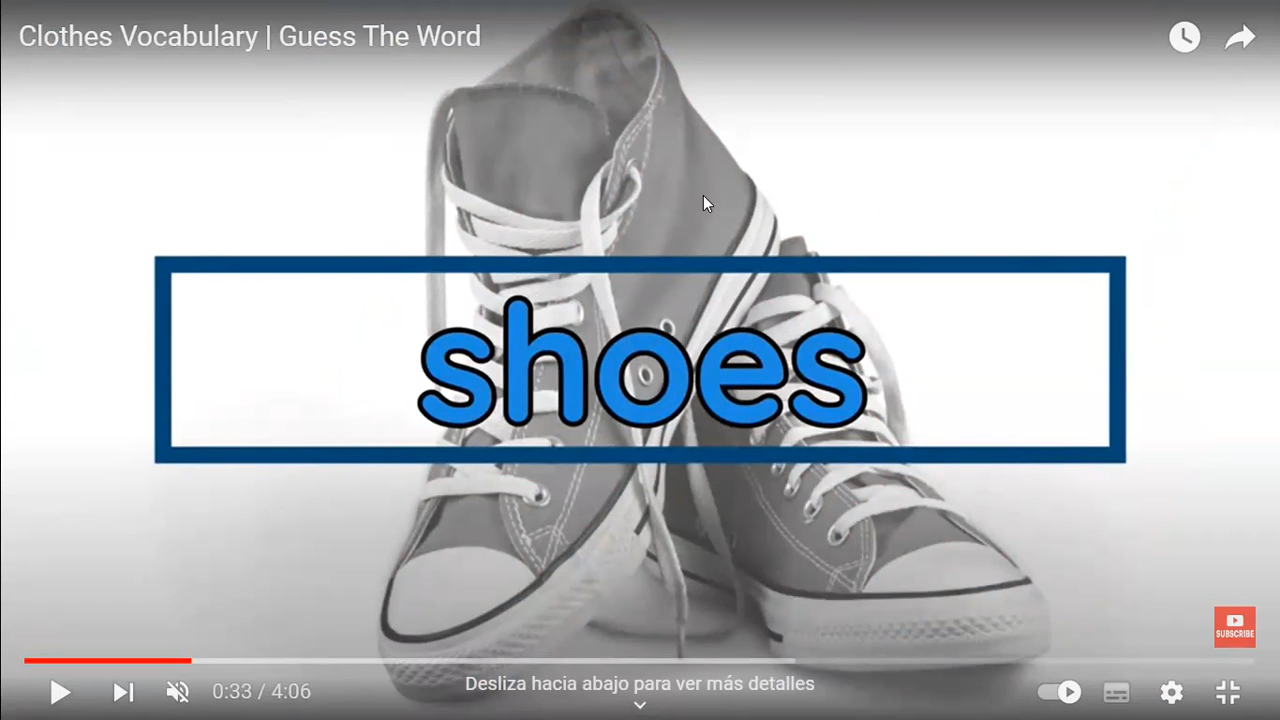 Clothes Vocabulary | Guess The Word
shoes
SUBSCRIBE
0:33 / 4:06
Desliza hacia abajo para ver más detalles